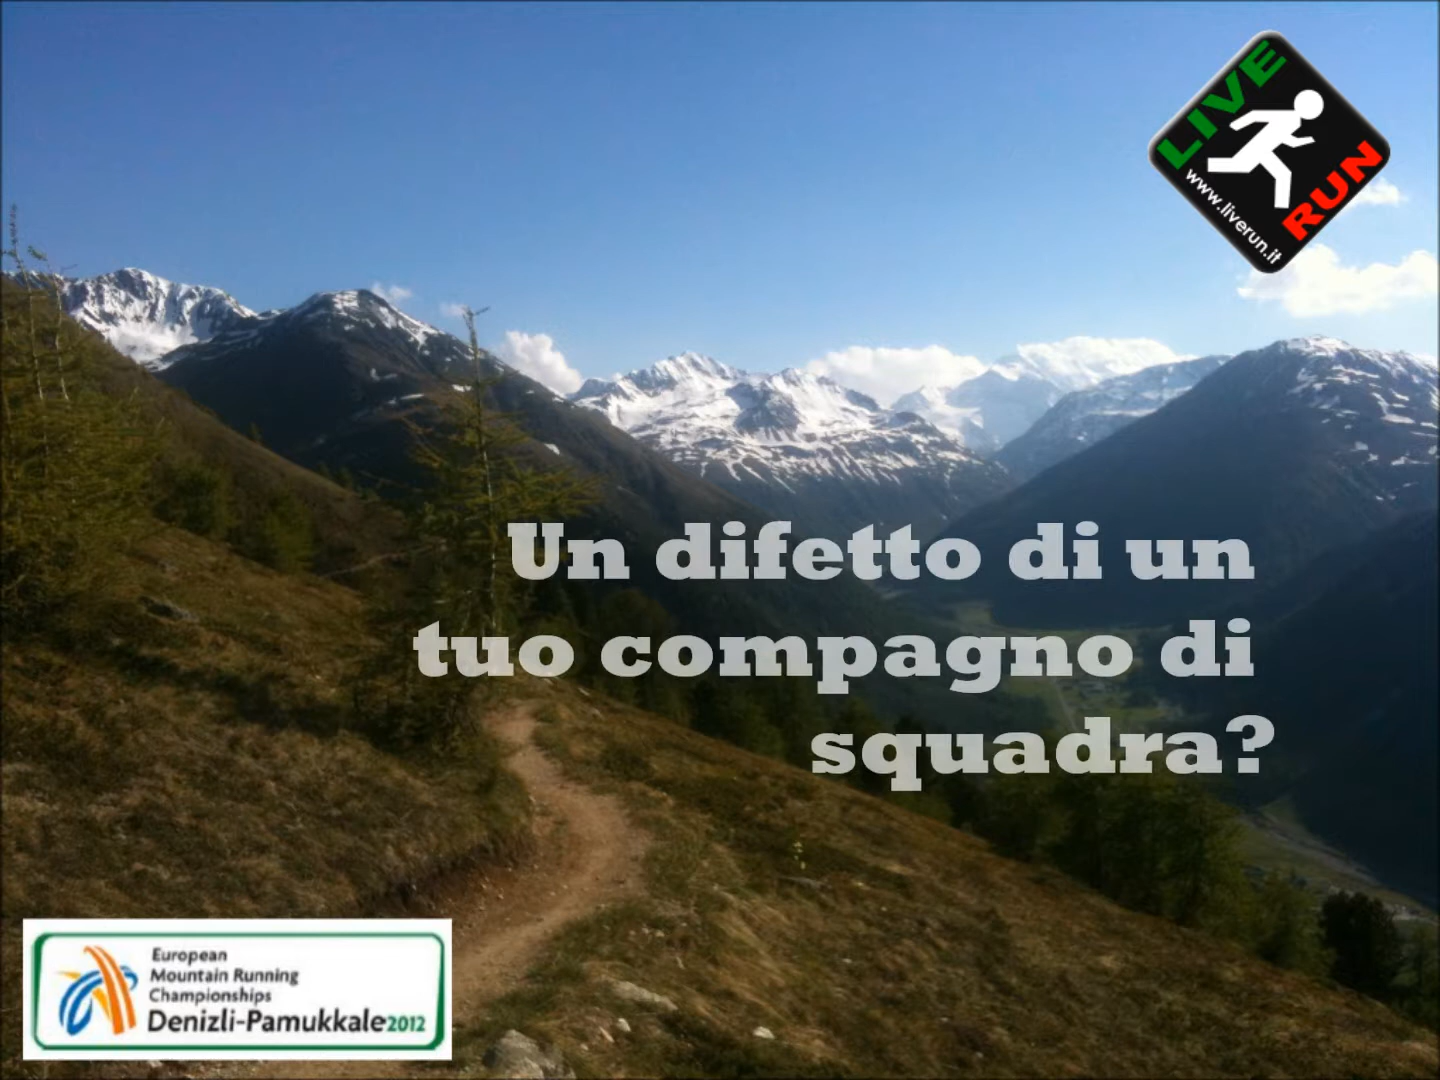 LIVE
RUN
www.liverun.it
Un difetto di un
tuo compagno di
squadra?
European
Mountain Running
Championships
Denizli-Pamukkale2012